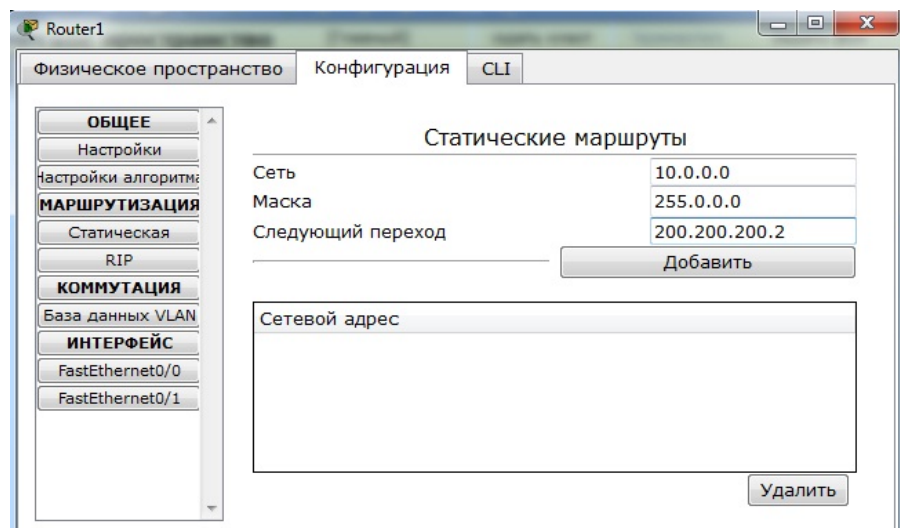 Router1
Физическое пространство
Конфигурация
CLI
ОБЩЕЕ
Настройки
Настройки алгоритма
МАРШРУТИЗАЦИЯ
Статическая
RIP
КОММУТАЦИЯ
База данных VLAN
ИНТЕРФЕЙС
FastEthernet0/0
FastEthernet0/1
Статические маршруты
Сеть 10.0.0.0
Маска 255.0.0.0
Следующий переход 200.200.200.2
Добавить
Сетевой адрес
Удалить